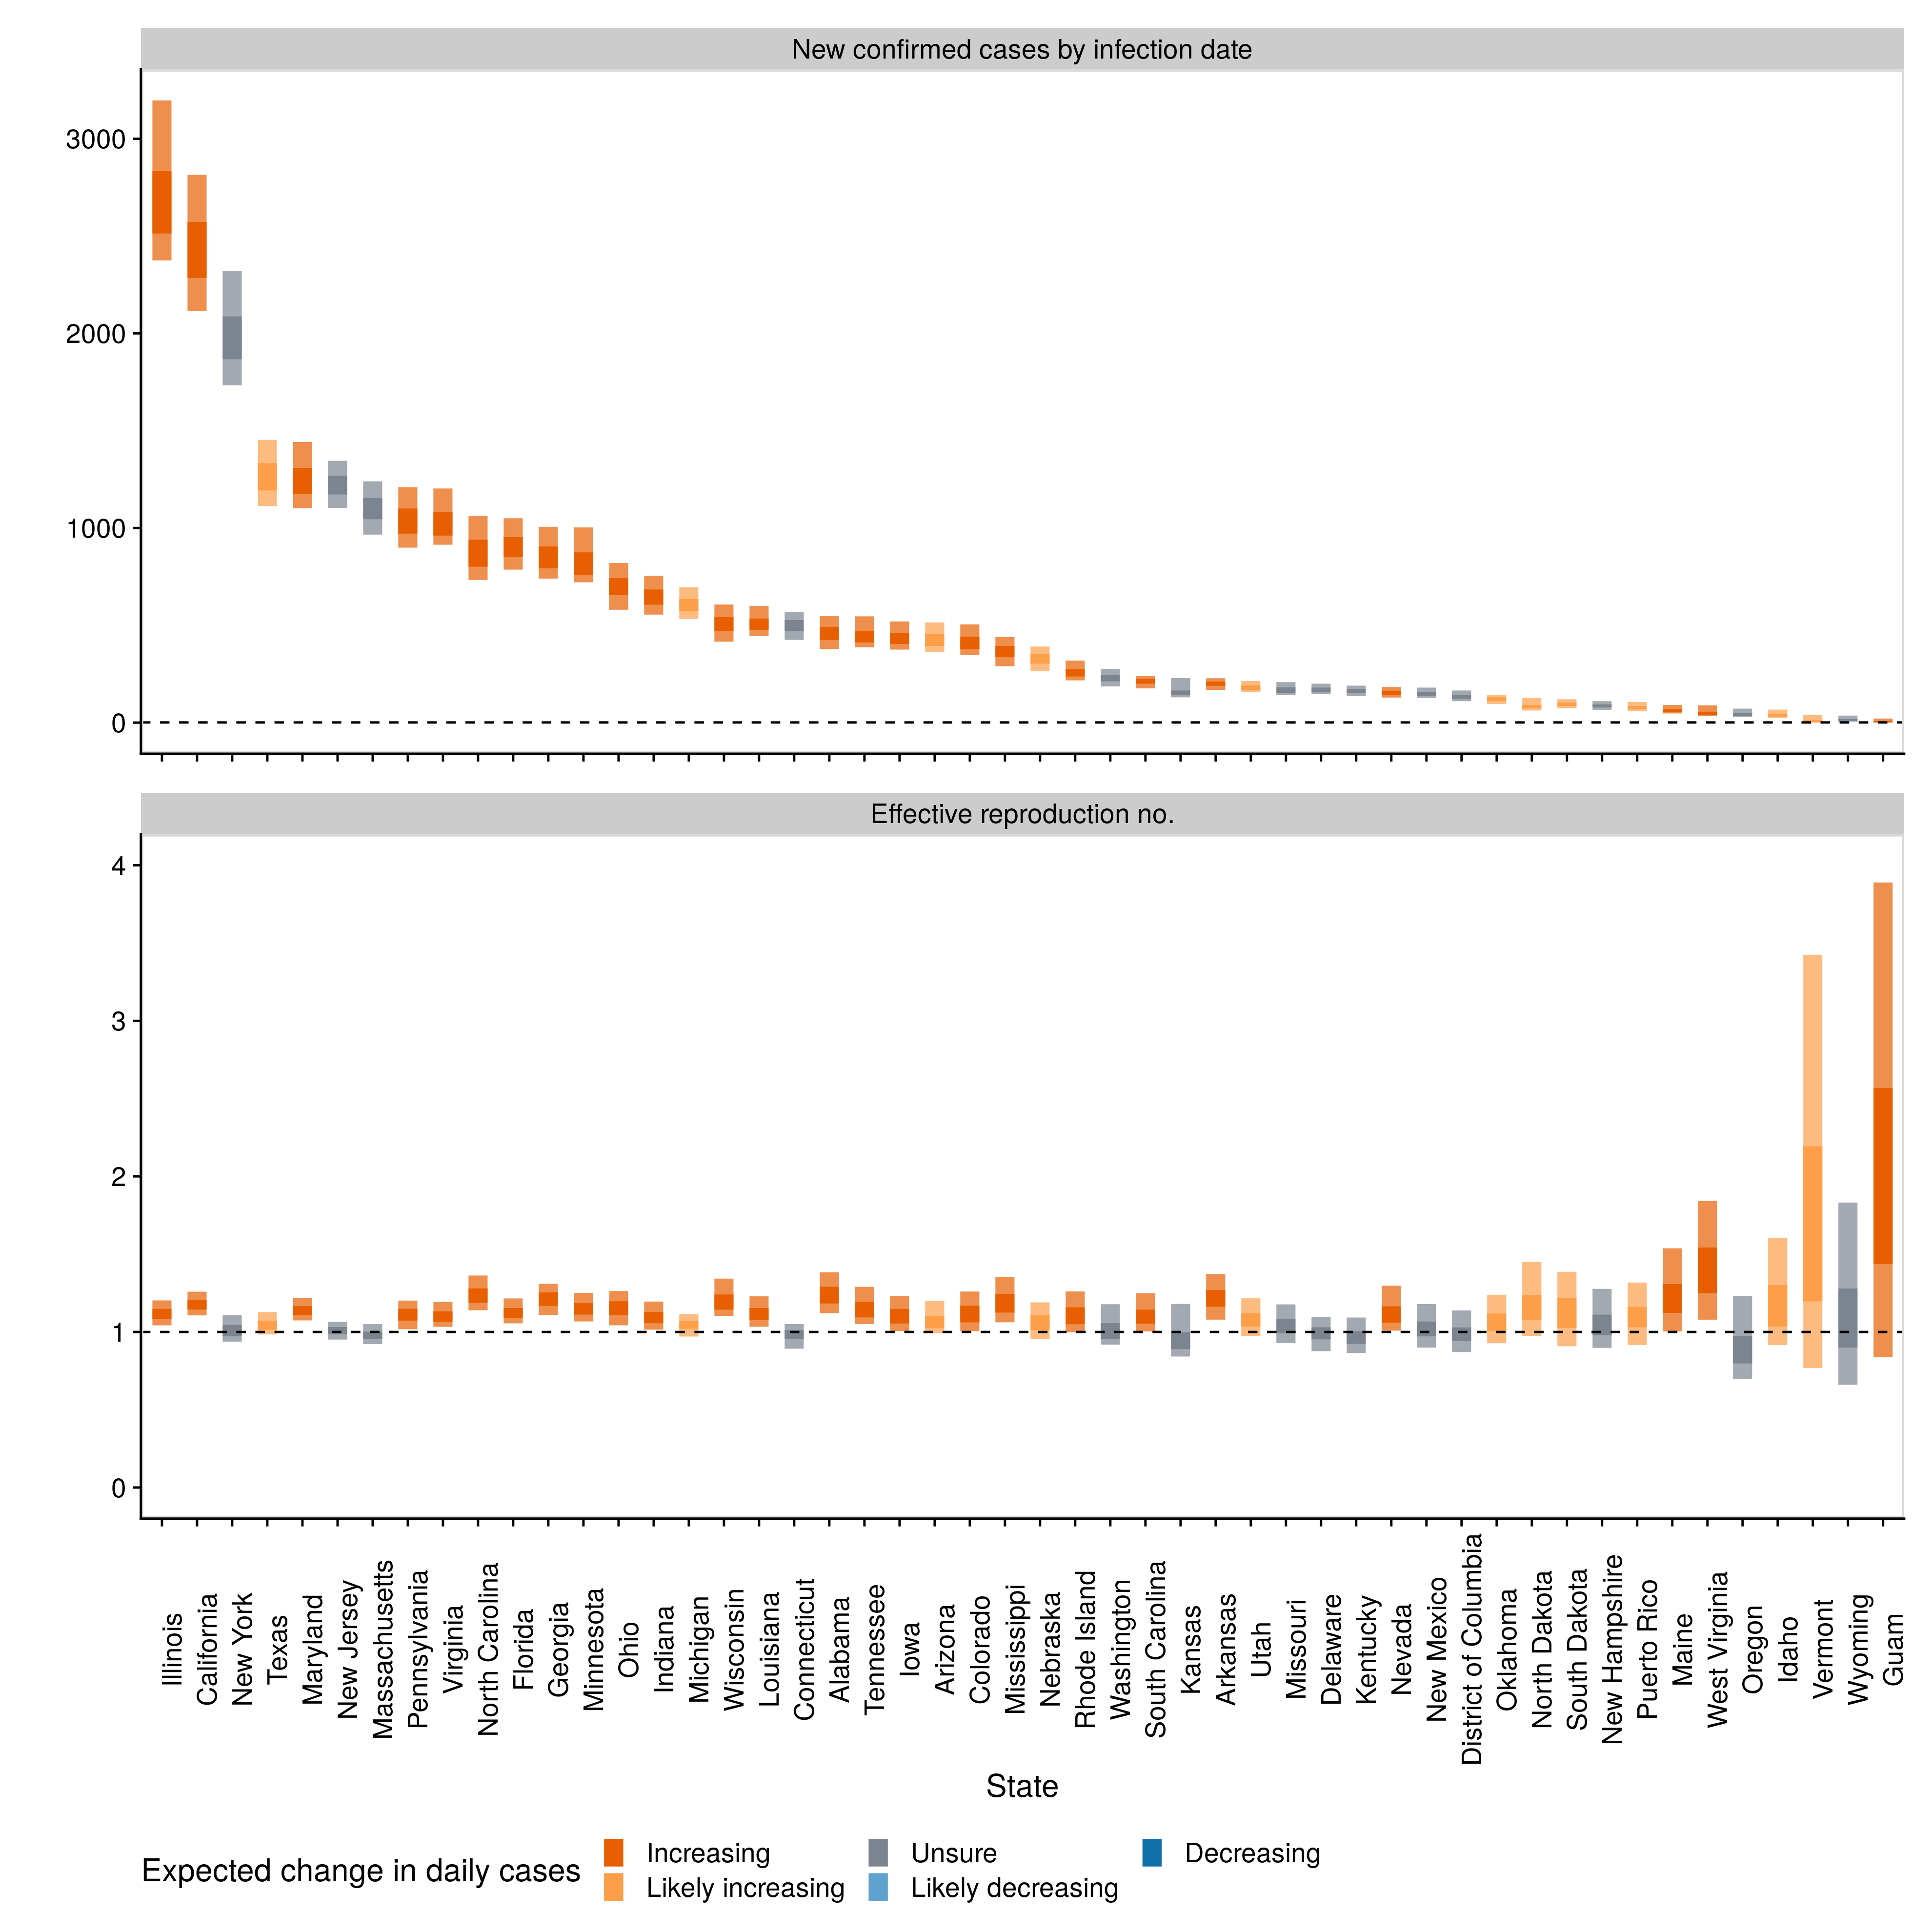 New confirmed cases by infection date
3000
2000
1000
0
Effective reproduction no.
4
3
2
1
0
Illinois
California
New York
Texas
Maryland
New Jersey
Massachusetts
Pennsylvania
Virginia
North Carolina
Florida
Georgia
Minnesota
Ohio
Indiana
Michigan
Wisconsin
Louisiana
Connecticut
Alabama
Tennessee
Iowa
Arizona
Colorado
Mississippi
Nebraska
Rhode Island
Washington
South Carolina
Kansas
Arkansas
Utah
Missouri
Delaware
Kentucky
Nevada
New Mexico
District of Columbia
Oklahoma
North Dakota
South Dakota
New Hampshire
Puerto Rico
Maine
West Virginia
Oregon
Idaho
Vermont
Wyoming
Guam
State
Expected change in daily cases
Increasing
Likely increasing
Unsure
Likely decreasing
Decreasing